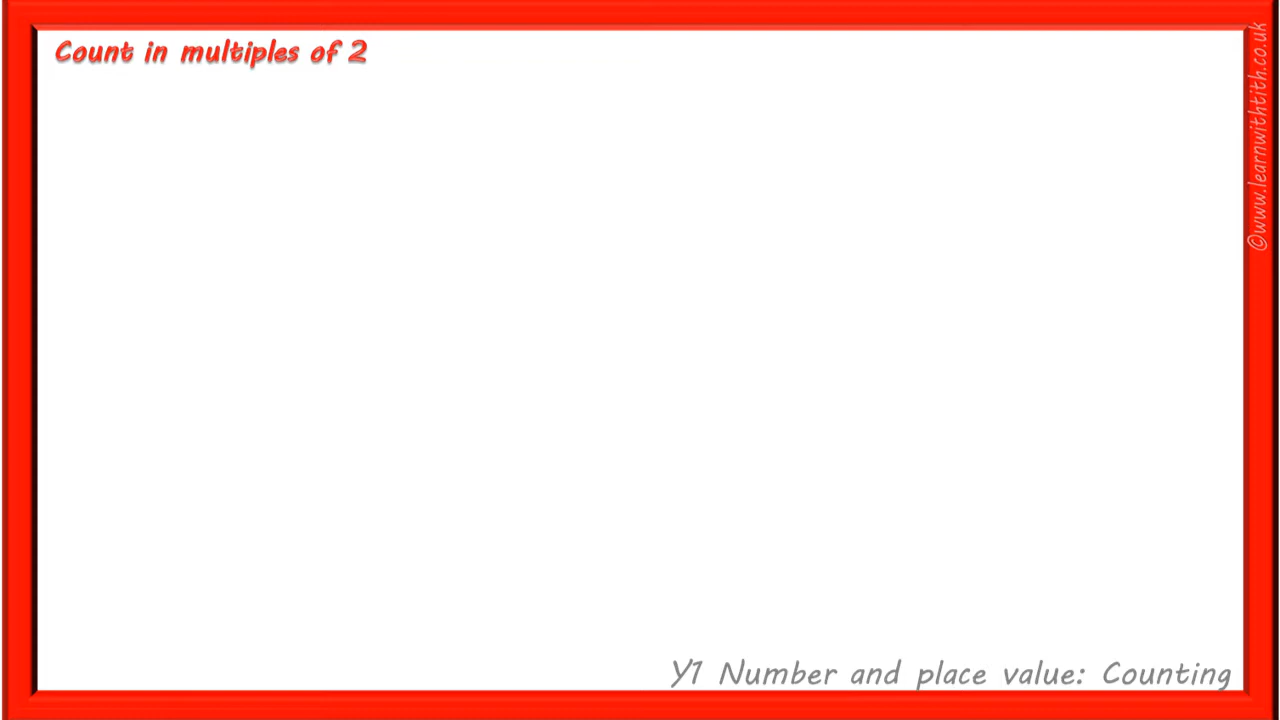 Count in multiples of 2
©www.learnwithtith.co.uk
Y1 Number and place value: Counting